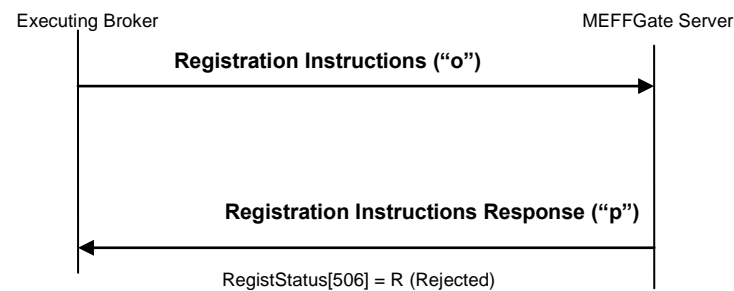 Executing Broker
MEFFGate Server
Registration Instructions (“o”)
Registration Instructions Response (“p”)
RegistStatus[506] = R (Rejected)